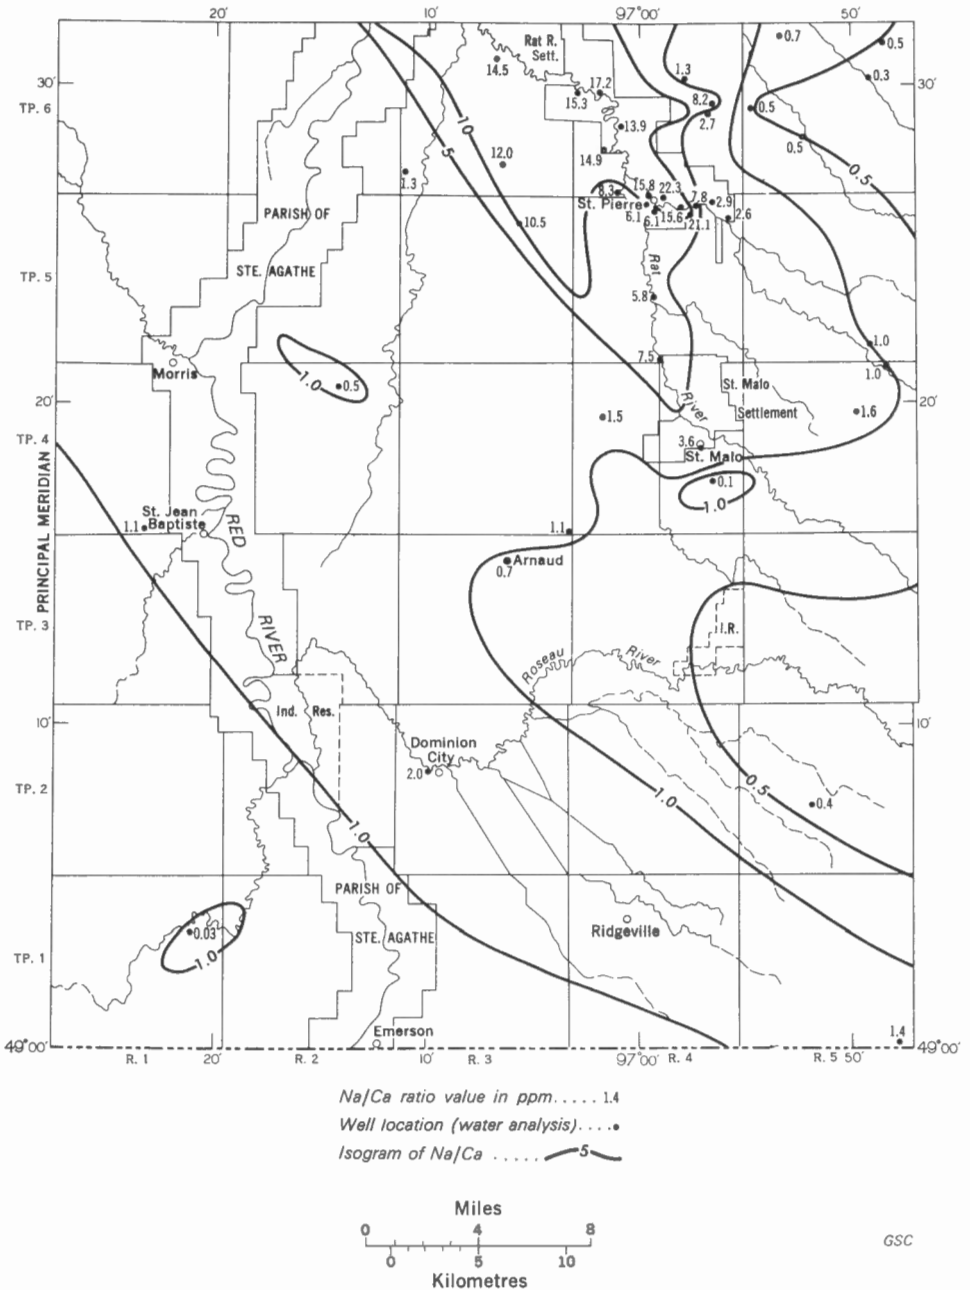 20' 10' 97°00' 50'
0.7
0.5
Rat R.
Sett.
14.5
30' 1.3 0.3 30'
17.2
TP. 6 15.3 8.2 0.5
10 13.9 2.7
5 0.5
12.0 14.9
1.3 0.5
8.3 15.8 22.3 7.8 2.9
St. Pierre
6.1 6.1 15.6 21.1 2.6
PARISH OF
10.5
STE. AGATHE
TP. 5
Rat
5.8
1.0
7.5
Morris
1.0
1.0 0.5
St. Malo
20' River 20'
1.5 Settlement 1.6
TP. 4
3.6
St. Malo
0.1
1.0
PRINCIPAL MERIDIAN
St. Jean
1.1 Baptiste
RED
1.1
Arnaud
0.7
TP. 3
RIVER
I.R.
Roseau River
Ind. Res.
10' 10'
Dominion
City
2.0
TP. 2
0.5
1.0
0.4
1.0
PARISH OF
Ridgeville
0.03
STE. AGATHE
1.0
TP. 1
Emerson
1.4
49°00' 49°00'
R. 1 20' R. 2 10' R. 3 97°00' R. 4 R. 5 50'
Na/Ca ratio value in ppm..... 1.4
Well location (water analysis)....
Isogram of Na/Ca ..... 5
Miles
0 4 8
0 5 10
Kilometres
GSC